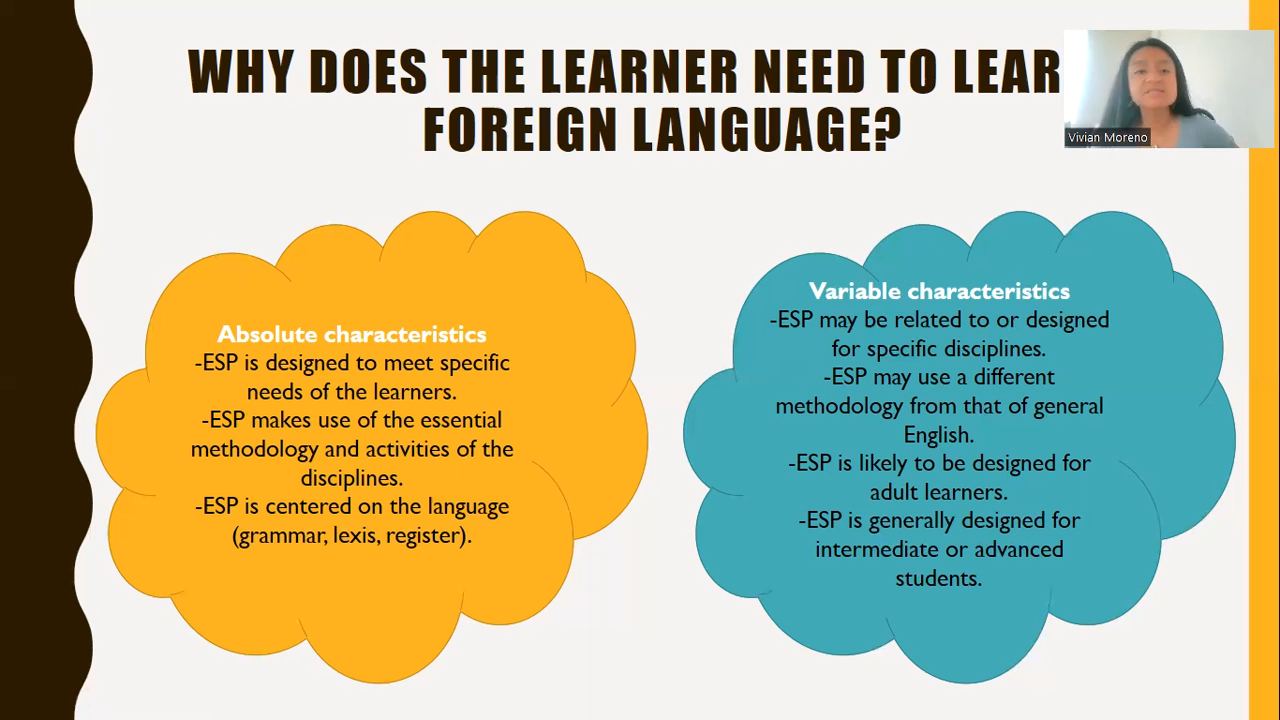 WHY DOES THE LEARNER NEED TO LEAR
FOREIGN LANGUAGE?
Vivian Moreno
Absolute characteristics
-ESP is designed to meet specific
needs of the learners.
-ESP makes use of the essential
methodology and activities of the
disciplines.
-ESP is centered on the language
(grammar, lexis, register).
Variable characteristics
-ESP may be related to or designed
for specific disciplines.
-ESP may use a different
methodology from that of general
English.
-ESP is likely to be designed for
adult learners.
-ESP is generally designed for
intermediate or advanced
students.